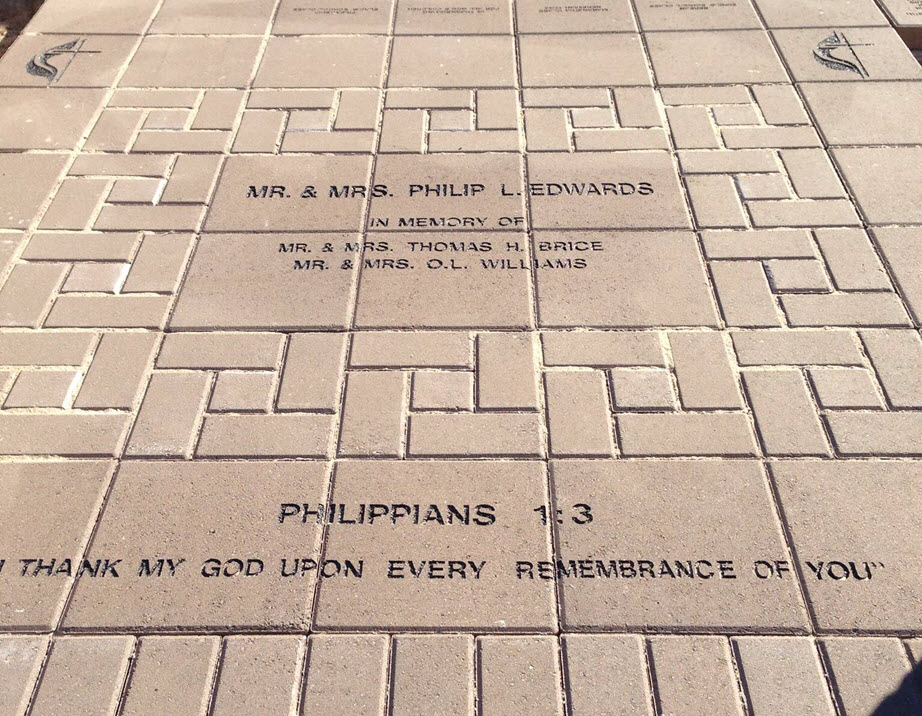 MR. & MRS. PHILIP L. EDWARDS
IN MEMORY OF
MR. & MRS. THOMAS H. BRICE
MR. & MRS. O.L. WILLIAMS
PHILIPPIANS 1:3
I THANK MY GOD UPON EVERY REMEMBRANCE OF YOU"